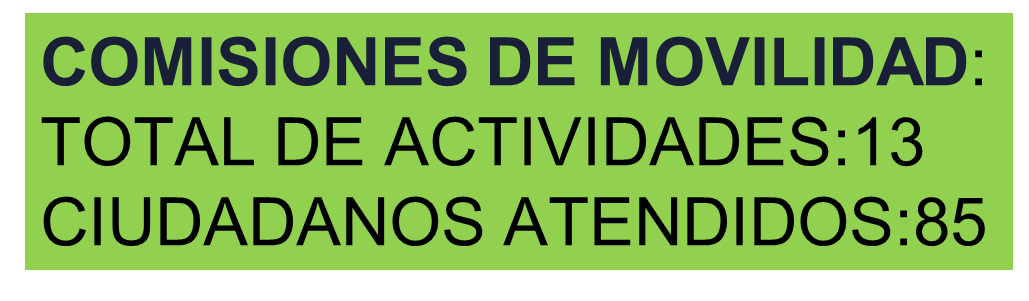 COMISIONES DE MOVILIDAD:
TOTAL DE ACTIVIDADES:13
CIUDADANOS ATENDIDOS:85